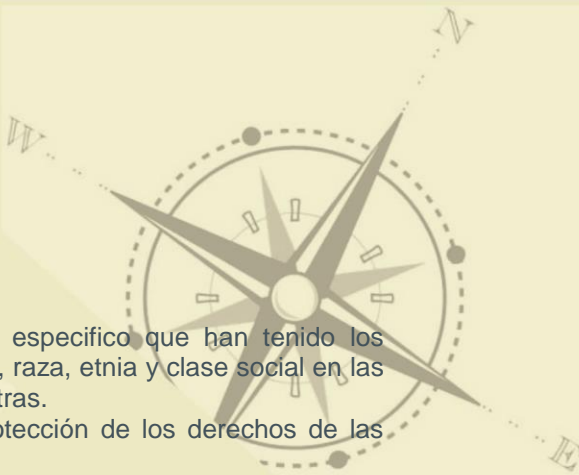 N
W
especifico que han tenido los
, raza, etnia y clase social en las
tras.
otección de los derechos de las
E